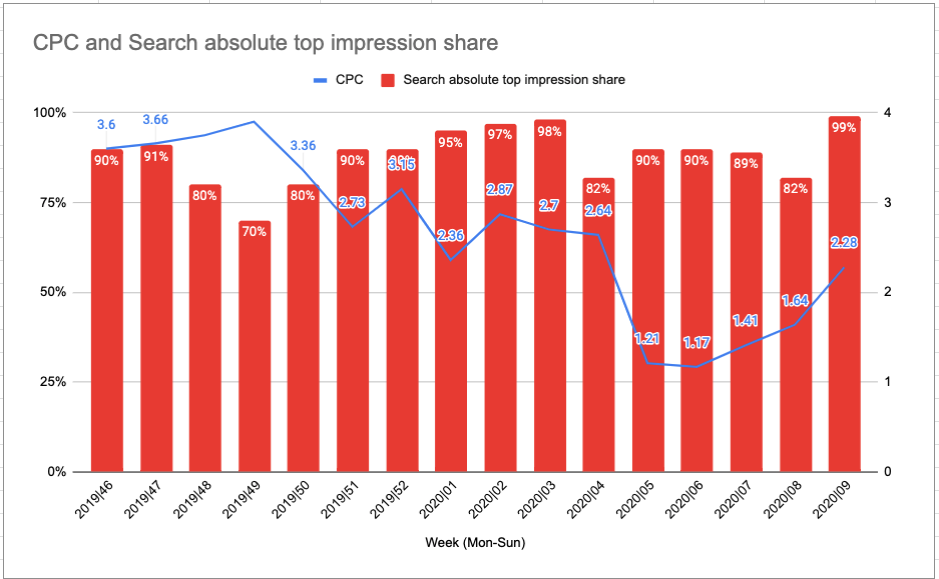 CPC and Search absolute top impression share
CPC Search absolute top impression share
100% 4
3.6 3.66 3.36 2.73 3.15 2.36 2.87 2.7 2.64 1.21 1.17 1.41 1.64 2.28
90% 91% 80% 70% 80% 90% 95% 97% 98% 82% 90% 90% 89% 82% 99%
75% 3
50% 2
25% 1
0% 0
2019|46 2019|47 2019|48 2019|49 2019|50 2019|51 2019|52 2020|01 2020|02 2020|03 2020|04 2020|05 2020|06 2020|07 2020|08 2020|09
Week (Mon-Sun)